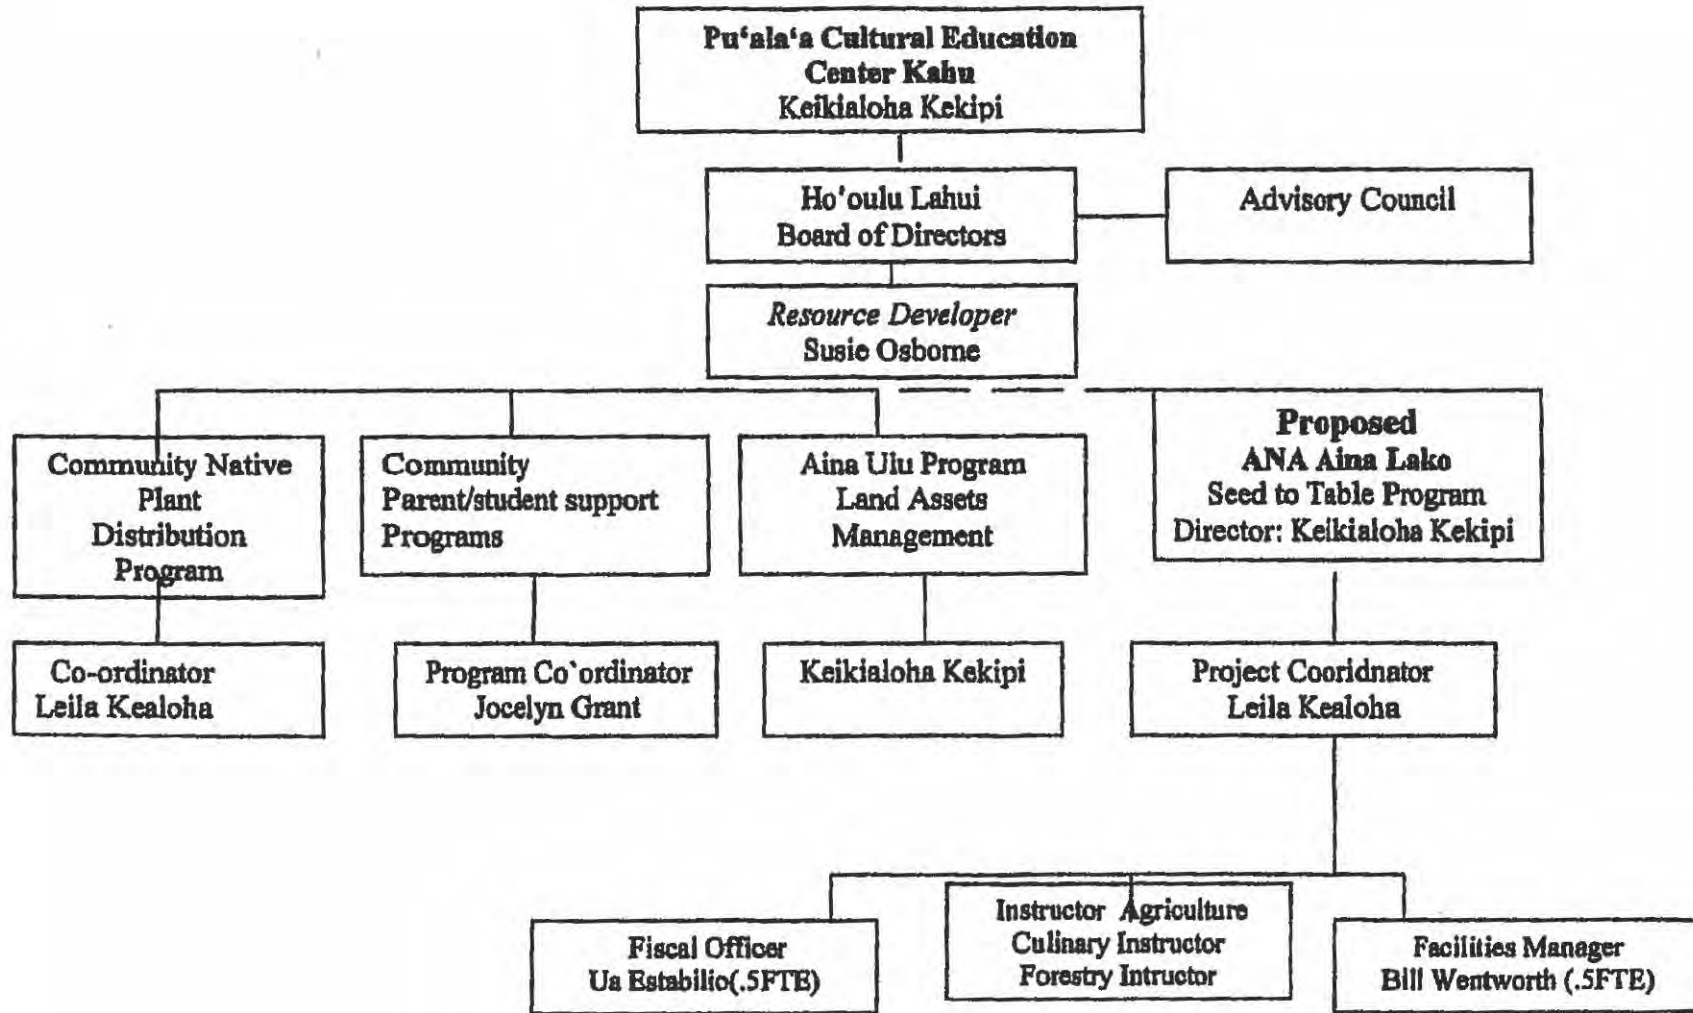 Pu‘ala‘a Cultural Education
Center Kahu
Keikialoha Kekipi
Ho‘oulu Lahui
Board of Directors
Advisory Council
Resource Developer
Susie Osborne
Community Native
Plant
Distribution
Program
Community
Parent/student support
Programs
Aina Ulu Program
Land Assets
Management
Proposed
ANA Aina Lako
Seed to Table Program
Director: Keikialoha Kekipi
Co-ordinator
Leila Kealoha
Program Co`ordinator
Jocelyn Grant
Keikialoha Kekipi
Project Cooridnator
Leila Kealoha
Fiscal Officer
Ua Estabilio(.5FTE)
Instructor Agriculture
Culinary Instructor
Forestry Intructor
Facilities Manager
Bill Wentworth (.5FTE)